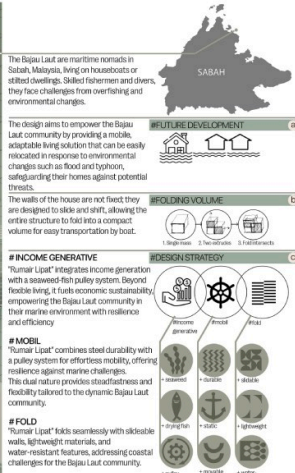 The Bajau Laut are maritime nomads in
Sabah, Malaysia, living on houseboats or
stilted dwellings. Skilled fishermen and divers,
they face challenges from overfishing and
environmental changes.
SABAH
The design aims to empower the Bajau
Laut community by providing a mobile,
adaptable living solution that can be easily
relocated in response to environmental
changes such as flood and typhoon,
safeguarding their homes against potential
threats.
#FUTURE DEVELOPMENT
a
The walls of the house are not fixed; they
are designed to slide and shift, allowing the
entire structure to fold into a compact
volume for easy transportation by boat.
#FOLDING VOLUME
b
1. Single mass
2. Two extrudes
3. Fold intersects
# INCOME GENERATIVE
"Rumair Lipat" integrates income generation
with a seaweed-fish pulley system. Beyond
flexible living, it fuels economic sustainability,
empowering the Bajau Laut community in
their marine environment with resilience
and efficiency
# MOBIL
"Rumair Lipat" combines steel durability with
a pulley system for effortless mobility, offering
resilience against marine challenges.
This dual nature provides steadfastness and
flexibility tailored to the dynamic Bajau Laut
community.
# FOLD
"Rumair Lipat" folds seamlessly with slideable
walls, lightweight materials, and
water-resistant features, addressing coastal
challenges for the Bajau Laut community.
#DESIGN STRATEGY
c
#income
generative
#mobil
#fold
+ seaweed
+ durable
+ slidable
+ drying fish
+ static
+ lightweight
+ movable